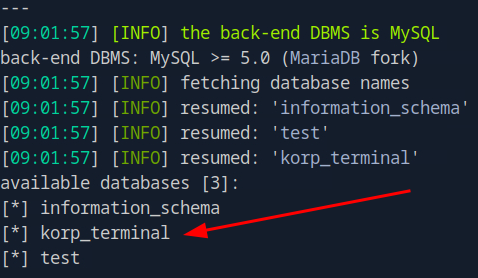 ---
[09:01:57] [INFO] the back-end DBMS is MySQL
back-end DBMS: MySQL >= 5.0 (MariaDB fork)
[09:01:57] [INFO] fetching database names
[09:01:57] [INFO] resumed: 'information_schema'
[09:01:57] [INFO] resumed: 'test'
[09:01:57] [INFO] resumed: 'korp_terminal'
available databases [3]:
[*] information_schema
[*] korp_terminal
[*] test